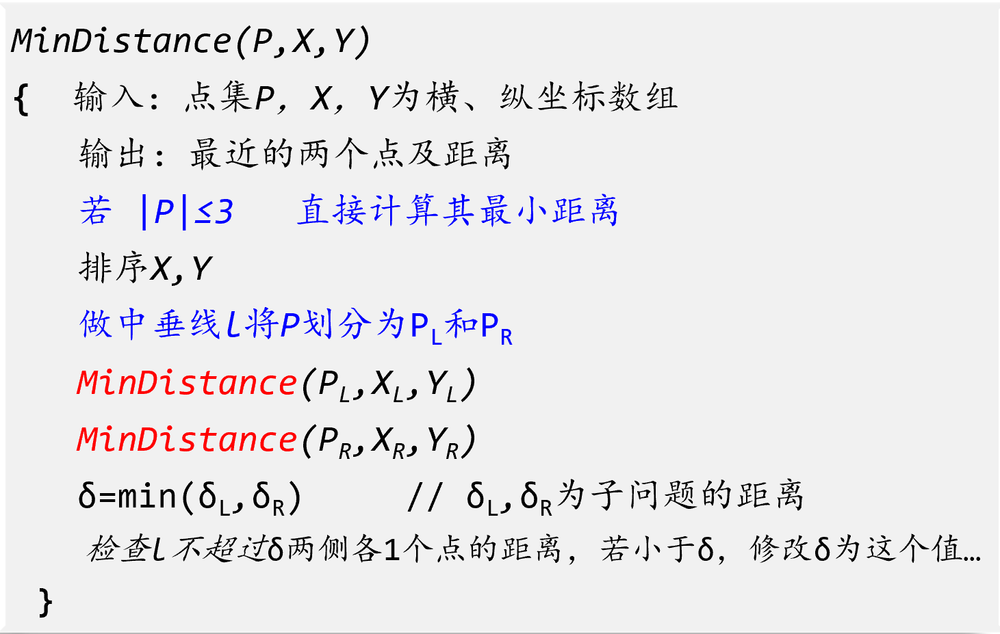 MinDistance(P,X,Y)
{ 输入：点集P，X，Y为横、纵坐标数组
输出：最近的两个点及距离
若 |P|≤3 直接计算其最小距离
排序X,Y
做中垂线l将P划分为P_L和P_R
MinDistance(P_L,X_L,Y_L)
MinDistance(P_R,X_R,Y_R)
δ=min(δ_L,δ_R) // δ_L,δ_R为子问题的距离
检查l不超过δ两侧各1个点的距离，若小于δ，修改δ为这个值…
}